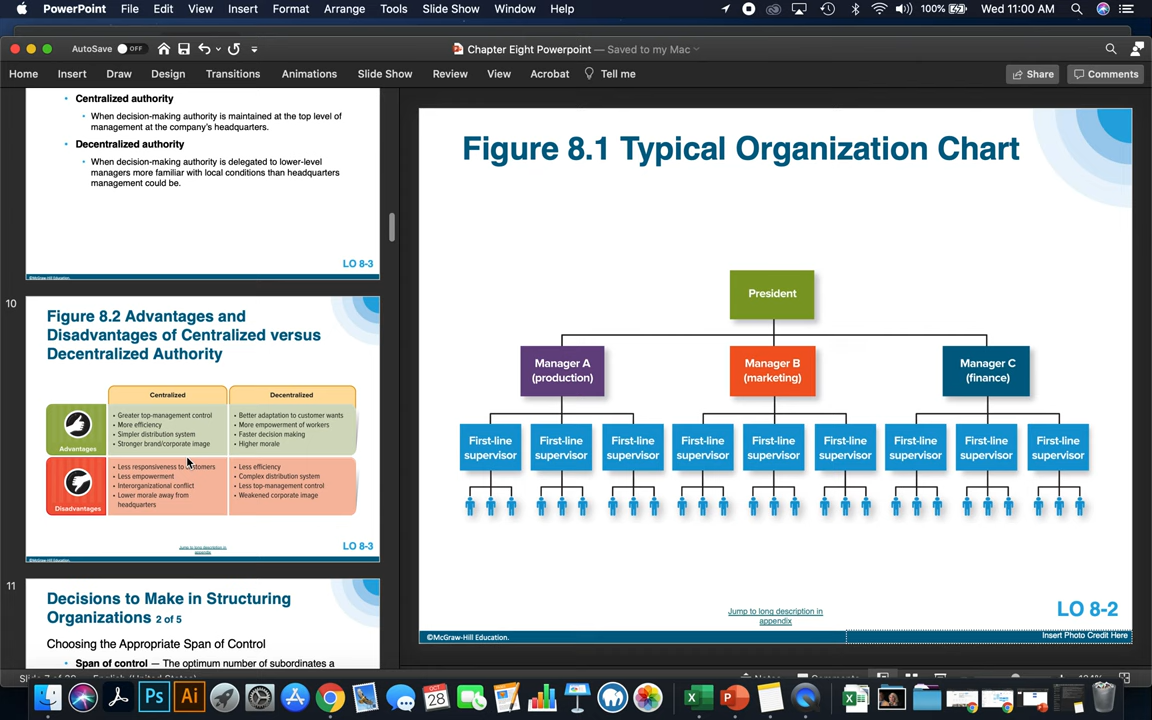 PowerPoint File Edit View Insert Format Arrange Tools Slide Show Window Help 100% Wed 11:00 AM
AutoSave OFF Chapter Eight Powerpoint — Saved to my Mac
Home Insert Draw Design Transitions Animations Slide Show Review View Acrobat Tell me Share Comments
• Centralized authority
• When decision-making authority is maintained at the top level of
management at the company's headquarters.
• Decentralized authority
• When decision-making authority is delegated to lower-level
managers more familiar with local conditions than headquarters
management could be.
LO 8-3
©McGraw-Hill Education.
10
Figure 8.2 Advantages and
Disadvantages of Centralized versus
Decentralized Authority
Centralized Decentralized
Advantages
• Greater top-management control
• More efficiency
• Simpler distribution system
• Stronger brand/corporate image
• Better adaptation to customer wants
• More empowerment of workers
• Faster decision making
• Higher morale
Disadvantages
• Less responsiveness to customers
• Less empowerment
• Interorganizational conflict
• Lower morale away from
headquarters
• Less efficiency
• Complex distribution system
• Less top-management control
• Weakened corporate image
Jump to long description in
appendix
LO 8-3
©McGraw-Hill Education.
11
Decisions to Make in Structuring
Organizations 2 of 5
Choosing the Appropriate Span of Control
• Span of control — The optimum number of subordinates a
Figure 8.1 Typical Organization Chart
President
Manager A
(production)
Manager B
(marketing)
Manager C
(finance)
First-line
supervisor
First-line
supervisor
First-line
supervisor
First-line
supervisor
First-line
supervisor
First-line
supervisor
First-line
supervisor
First-line
supervisor
First-line
supervisor
Jump to long description in
appendix
LO 8-2
©McGraw-Hill Education.
Insert Photo Credit Here
Ps Ai OCT 28